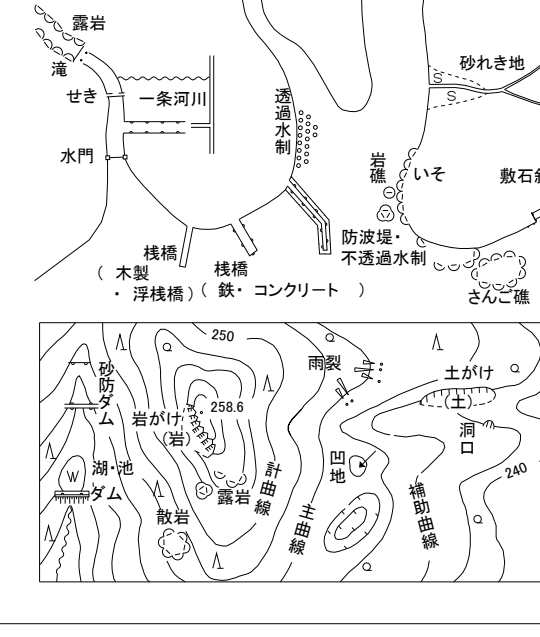 露岩
滝
せき
一条河川
水門
透過水制
砂れき地
S
S
岩礁
いそ
敷石斜
防波堤・
不透過水制
桟橋
（木製
・浮桟橋）
桟橋
（鉄・コンクリート）
さんご礁
250
砂防ダム
岩がけ
（岩）
258.6
雨裂
土がけ
（土）
洞口
湖・池
W
ダム
散岩
露岩
計曲線
主曲線
凹地
補助曲線
240